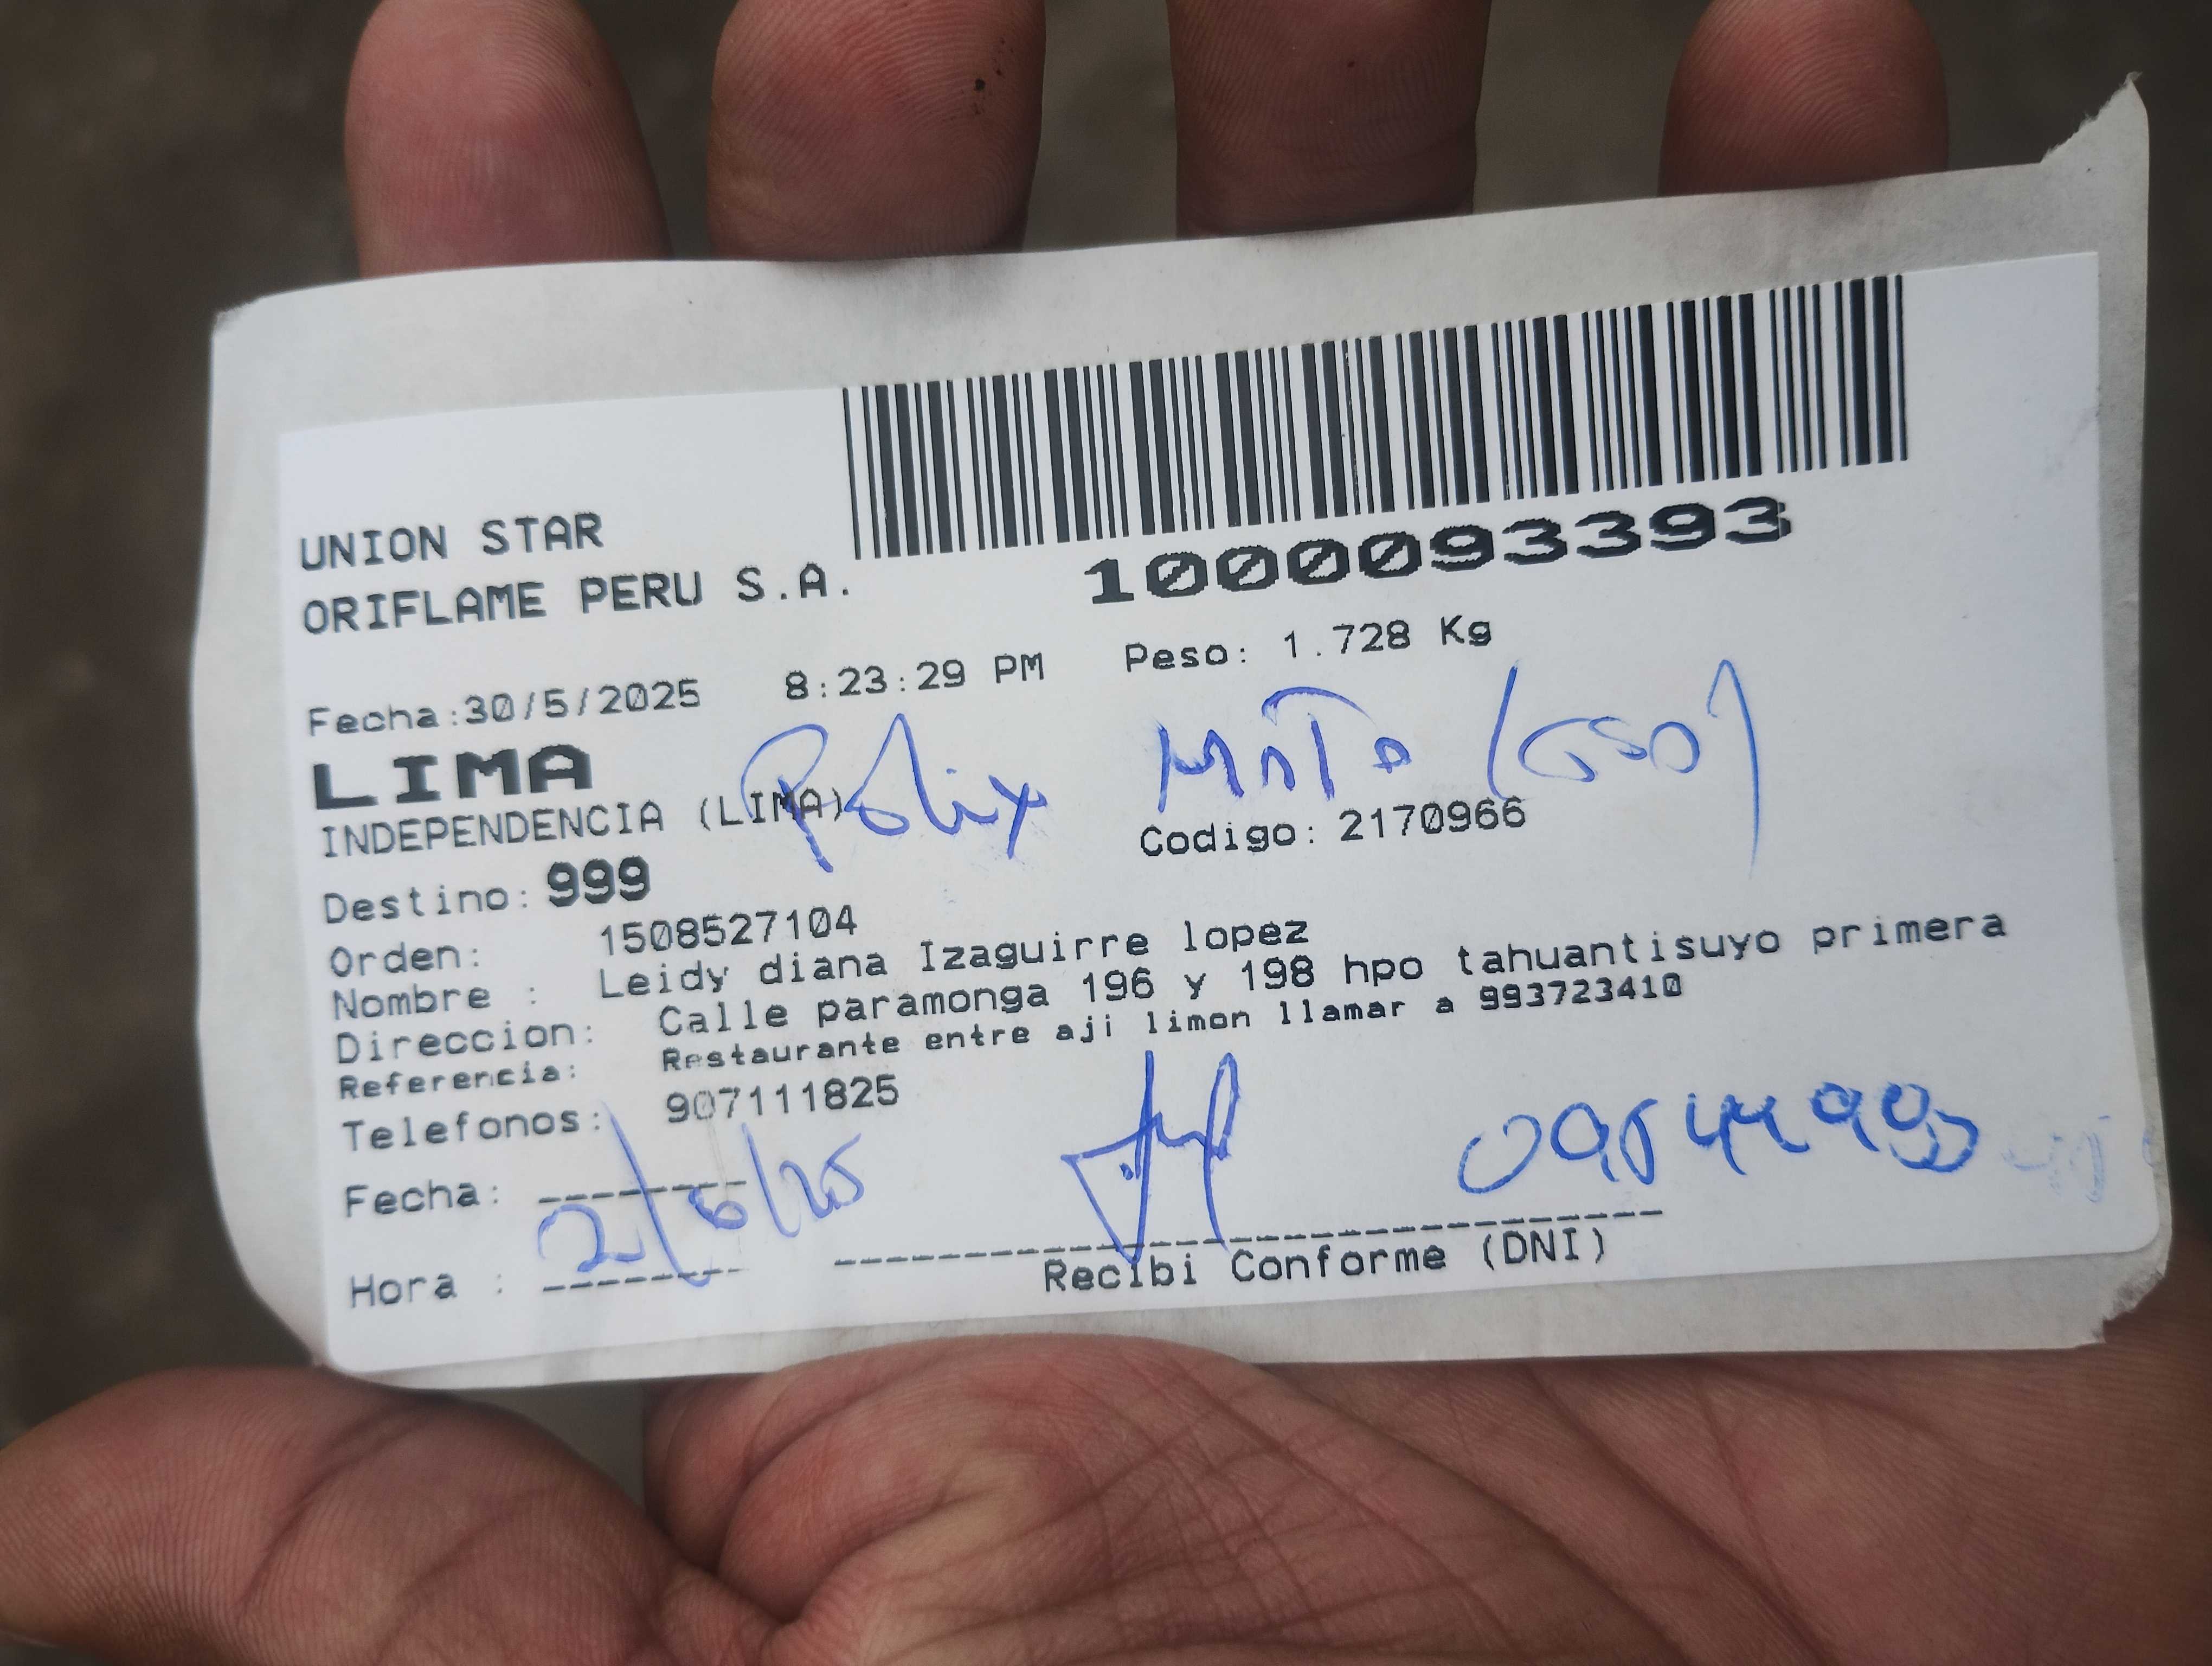 UNION STAR
ORIFLAME PERU S.A.
1000093393
Fecha:30/5/2025 8:23:29 PM Peso: 1.728 Kg
LIMA
INDEPENDENCIA (LIMA)
Codigo: 2170966
Destino: 999
Orden: 1508527104
Nombre : Leidy diana Izaguirre lopez
Direccion: Calle paramonga 196 y 198 hpo tahuantisuyo primera
Referencia: Restaurante entre aji limon llamar a 993723410
Telefonos: 907111825
Fecha: 2/6/25
Hora :
Recibi Conforme (DNI)